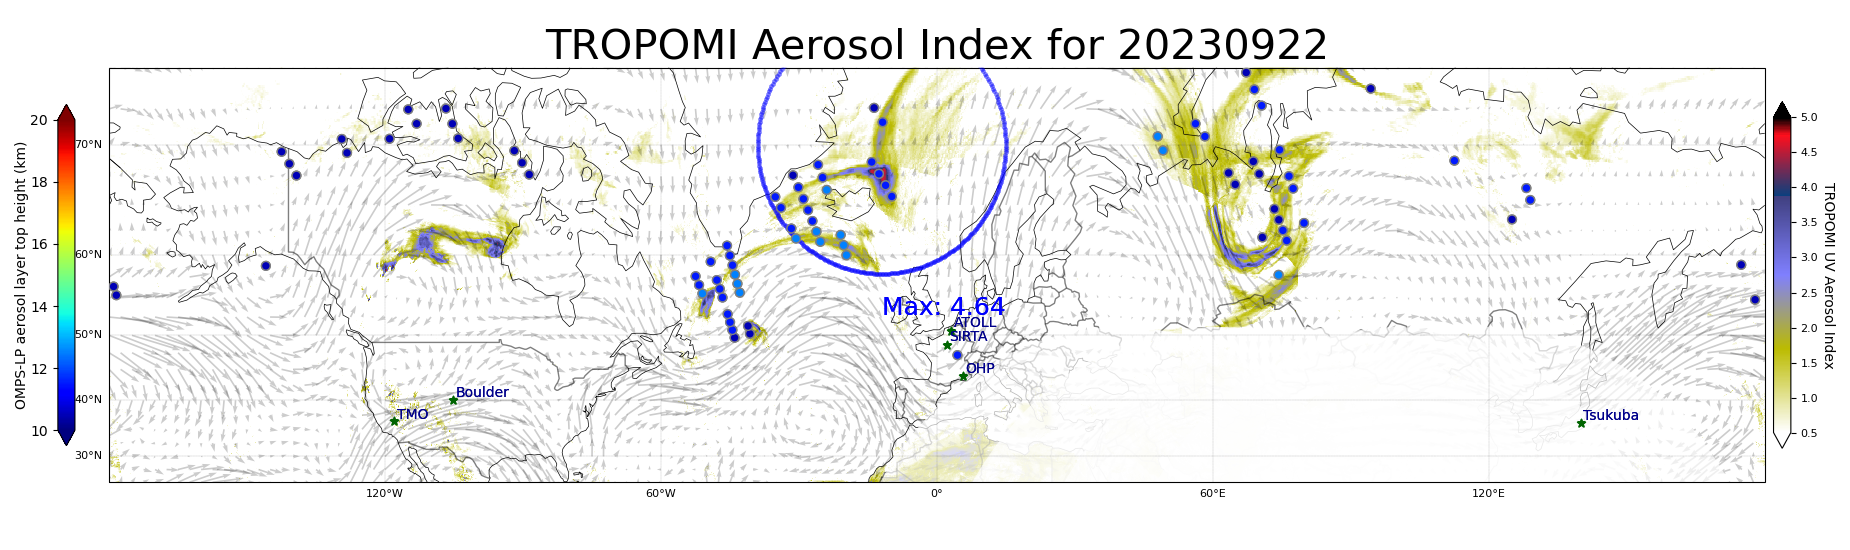 TROPOMI Aerosol Index for 20230922
OMPS-LP aerosol layer top height (km)
20
18
16
14
12
10
70°N
60°N
50°N
40°N
30°N
120°W
60°W
0°
60°E
120°E
Max: 4.64
ATOLL
SIRTA
OHP
Boulder
TMO
Tsukuba
5.0
4.5
4.0
3.5
3.0
2.5
2.0
1.5
1.0
0.5
TROPOMI UV Aerosol Index